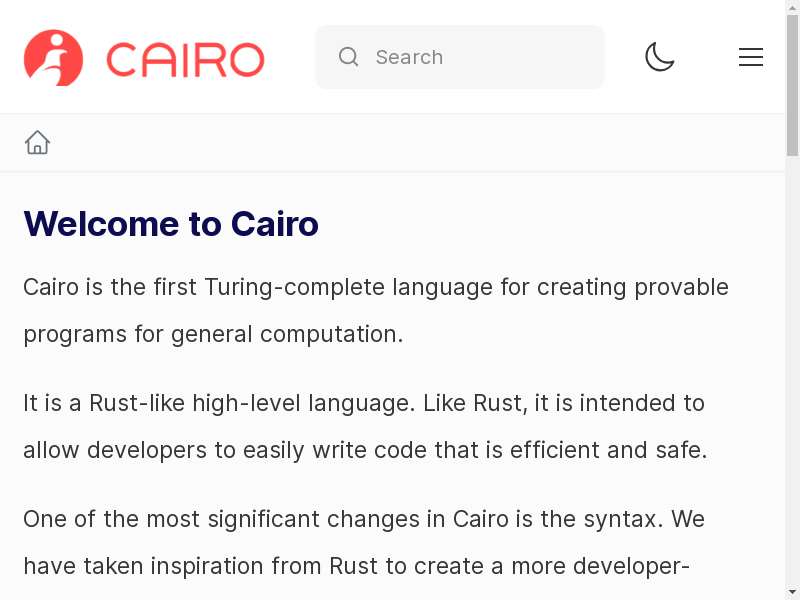 CAIRO
Search
Welcome to Cairo
Cairo is the first Turing-complete language for creating provable
programs for general computation.
It is a Rust-like high-level language. Like Rust, it is intended to
allow developers to easily write code that is efficient and safe.
One of the most significant changes in Cairo is the syntax. We
have taken inspiration from Rust to create a more developer-